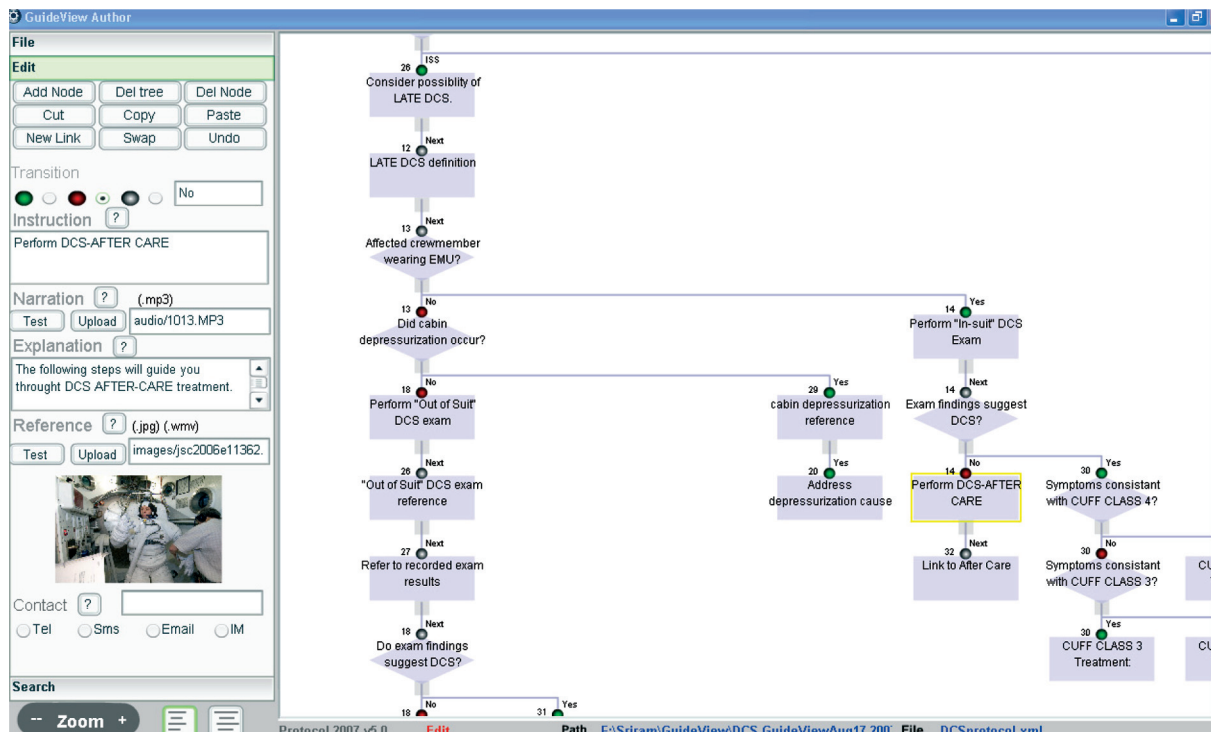 GuideView Author
File
Edit
Add Node Del tree Del Node
Cut Copy Paste
New Link Swap Undo
Transition
No
Instruction ?
Perform DCS-AFTER CARE
Narration ? (.mp3)
Test Upload audio/1013.MP3
Explanation ?
The following steps will guide you
throught DCS AFTER-CARE treatment.
Reference ? (.jpg) (.wmv)
Test Upload images/jsc2006e11362.
Contact ?
Tel Sms Email IM
Search
-- Zoom +
ISS
26
Consider possiblity of
LATE DCS.
Next
12
LATE DCS definition
Next
13
Affected crewmember
wearing EMU?
No
13
Did cabin
depressurization occur?
Yes
14
Perform "In-suit" DCS
Exam
No
18
Perform "Out of Suit"
DCS exam
Yes
29
cabin depressurization
reference
Next
14
Exam findings suggest
DCS?
Next
26
"Out of Suit" DCS exam
reference
Yes
20
Address
depressurization cause
No
14
Perform DCS-AFTER
CARE
Yes
30
Symptoms consistant
with CUFF CLASS 4?
Next
27
Refer to recorded exam
results
Next
32
Link to After Care
No
30
Symptoms consistant
with CUFF CLASS 3?
CU
Next
18
Do exam findings
suggest DCS?
Yes
30
CUFF CLASS 3
Treatment:
CU
No
18
Yes
31
Protocol 2007 v5.0 Edit Path F:\Sriram\GuideView\DCS GuideViewAug17 200 File DCSprotocol.xml